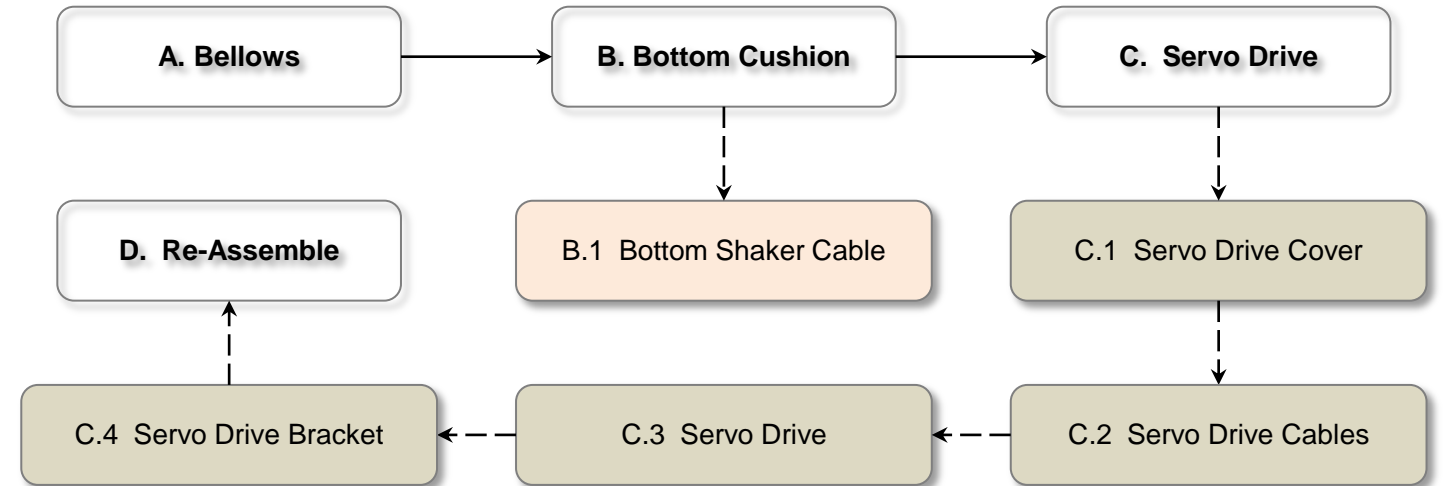 A. Bellows
B. Bottom Cushion
C. Servo Drive
D. Re-Assemble
B.1 Bottom Shaker Cable
C.1 Servo Drive Cover
C.4 Servo Drive Bracket
C.3 Servo Drive
C.2 Servo Drive Cables